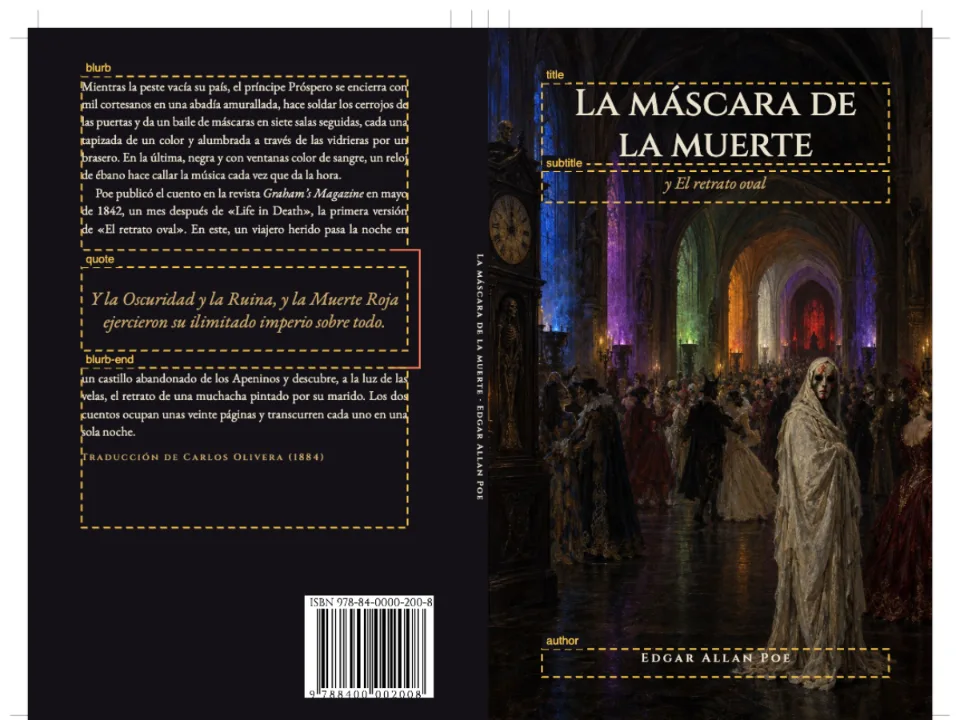 blurb
Mientras la peste vacía su país, el príncipe Próspero se encierra con
mil cortesanos en una abadía amurallada, hace soldar los cerrojos de
las puertas y da un baile de máscaras en siete salas seguidas, cada una
tapizada de un color y alumbrada a través de las vidrieras por un
brasero. En la última, negra y con ventanas color de sangre, un reloj
de ébano hace callar la música cada vez que da la hora.
Poe publicó el cuento en la revista Graham's Magazine en mayo
de 1842, un mes después de «Life in Death», la primera versión
de «El retrato oval». En este, un viajero herido pasa la noche en
quote
Y la Oscuridad y la Ruina, y la Muerte Roja
ejercieron su ilimitado imperio sobre todo.
blurb-end
un castillo abandonado de los Apeninos y descubre, a la luz de las
velas, el retrato de una muchacha pintado por su marido. Los dos
cuentos ocupan unas veinte páginas y transcurren cada uno en una
sola noche.
Traducción de Carlos Olivera (1884)
ISBN 978-84-0000-200-8
9 788400 002008
La máscara de la muerte · Edgar Allan Poe
title
La máscara de
la muerte
subtitle
y El retrato oval
author
Edgar Allan Poe